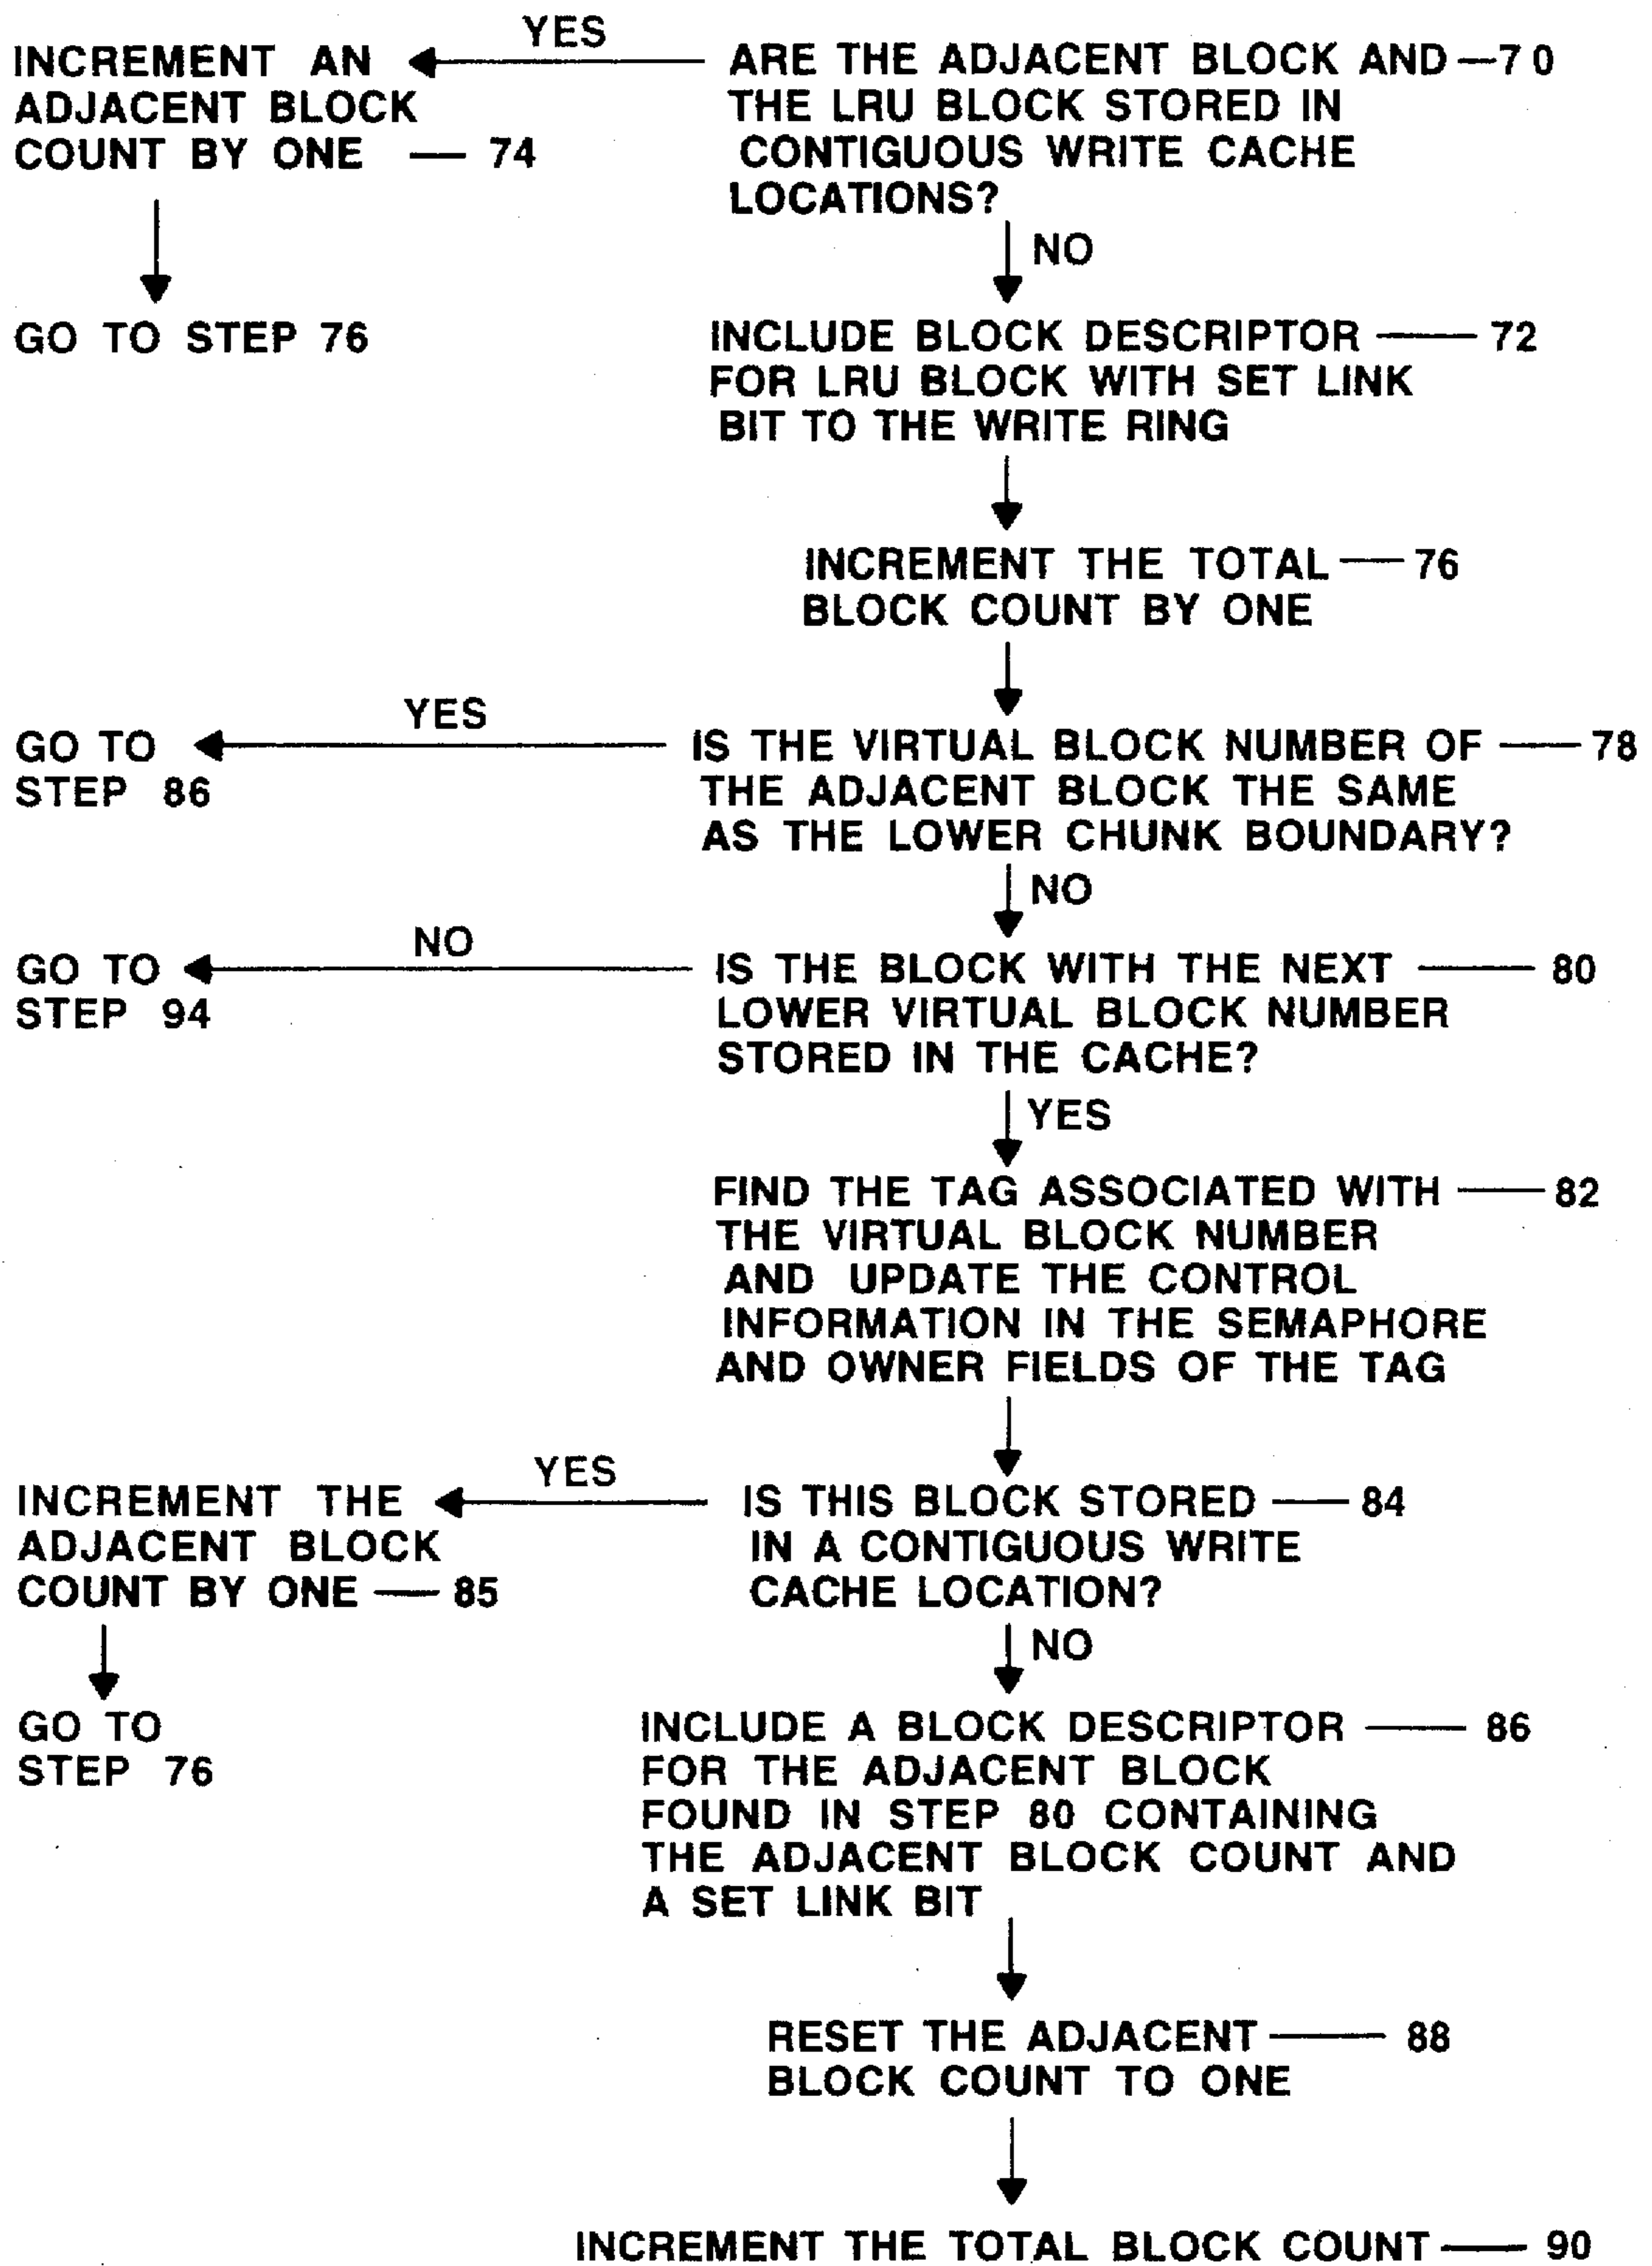 YES
INCREMENT AN
ADJACENT BLOCK
COUNT BY ONE — 74
GO TO STEP 76
ARE THE ADJACENT BLOCK AND — 70
THE LRU BLOCK STORED IN
CONTIGUOUS WRITE CACHE
LOCATIONS?
NO
INCLUDE BLOCK DESCRIPTOR — 72
FOR LRU BLOCK WITH SET LINK
BIT TO THE WRITE RING
INCREMENT THE TOTAL — 76
BLOCK COUNT BY ONE
YES
GO TO
STEP 86
IS THE VIRTUAL BLOCK NUMBER OF — 78
THE ADJACENT BLOCK THE SAME
AS THE LOWER CHUNK BOUNDARY?
NO
NO
GO TO
STEP 94
IS THE BLOCK WITH THE NEXT — 80
LOWER VIRTUAL BLOCK NUMBER
STORED IN THE CACHE?
YES
FIND THE TAG ASSOCIATED WITH — 82
THE VIRTUAL BLOCK NUMBER
AND UPDATE THE CONTROL
INFORMATION IN THE SEMAPHORE
AND OWNER FIELDS OF THE TAG
YES
INCREMENT THE
ADJACENT BLOCK
COUNT BY ONE — 85
GO TO
STEP 76
IS THIS BLOCK STORED — 84
IN A CONTIGUOUS WRITE
CACHE LOCATION?
NO
INCLUDE A BLOCK DESCRIPTOR — 86
FOR THE ADJACENT BLOCK
FOUND IN STEP 80 CONTAINING
THE ADJACENT BLOCK COUNT AND
A SET LINK BIT
RESET THE ADJACENT — 88
BLOCK COUNT TO ONE
INCREMENT THE TOTAL BLOCK COUNT — 90